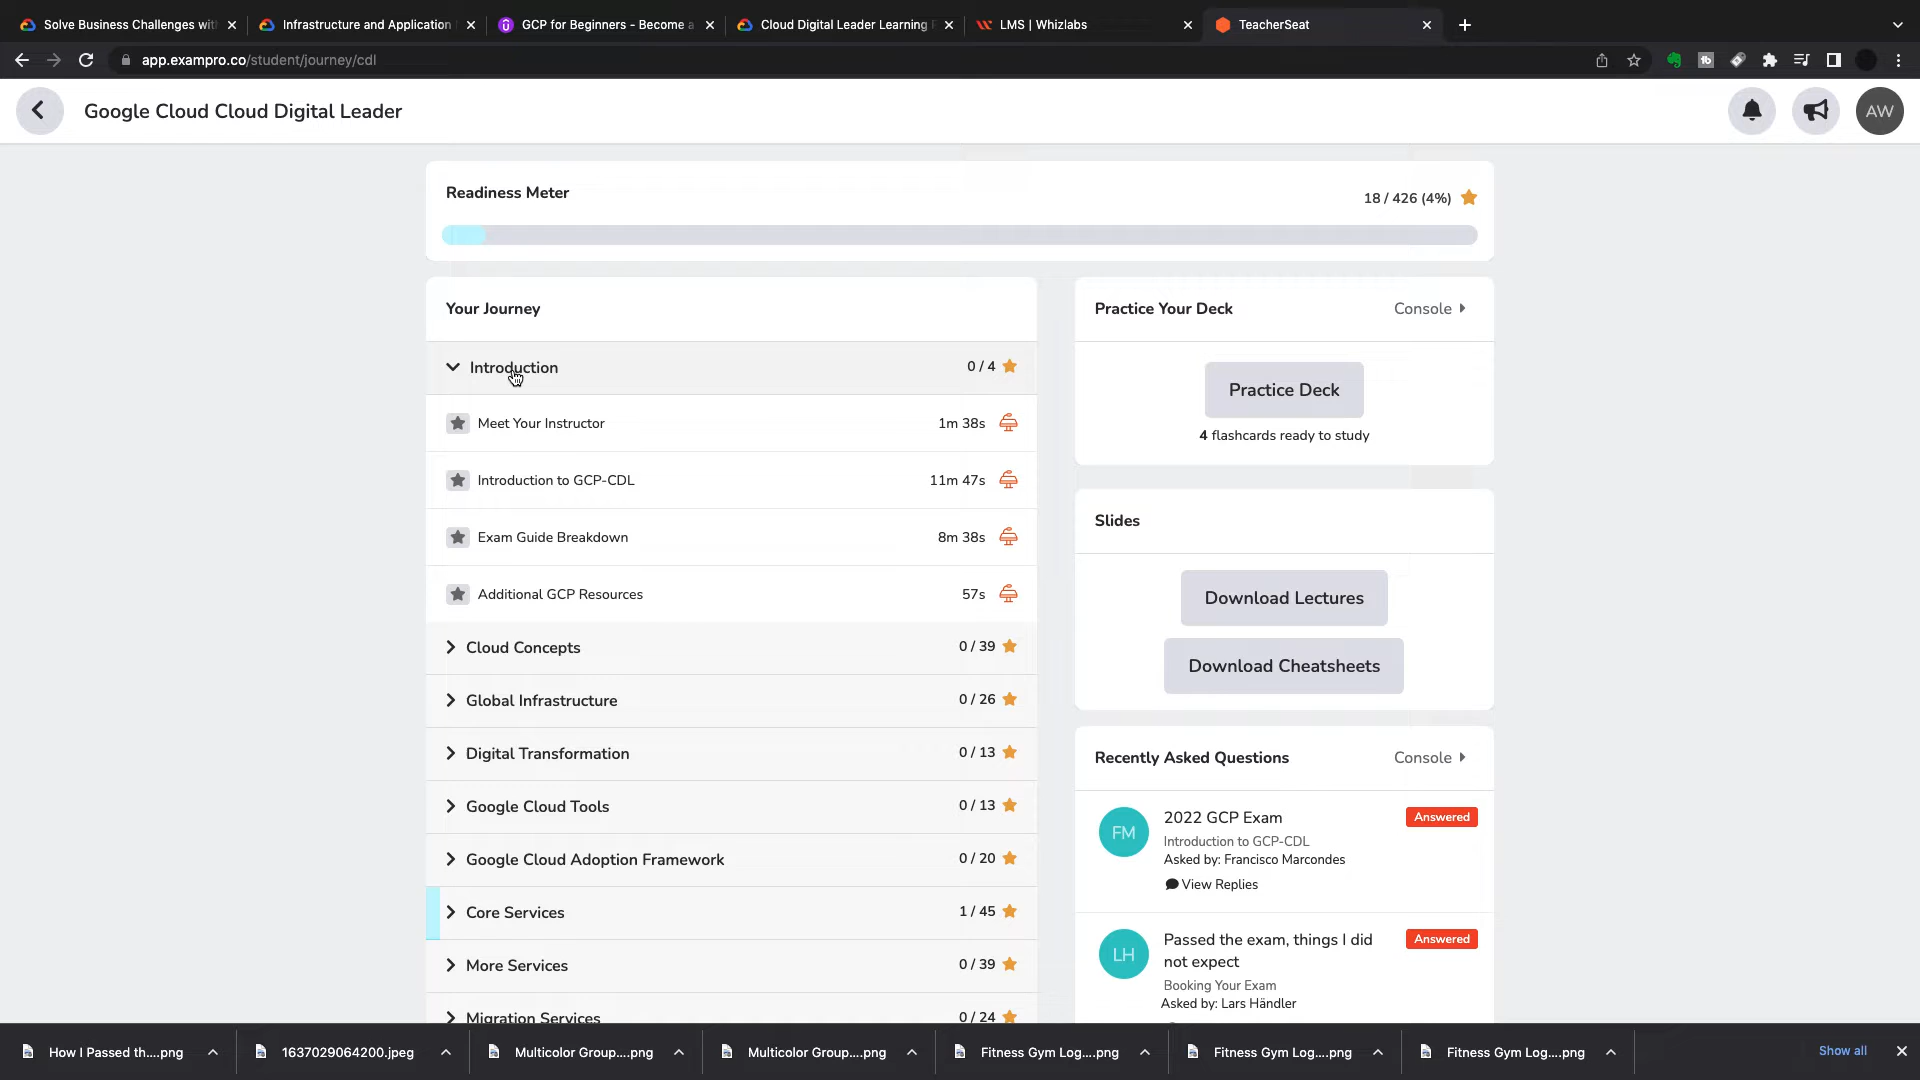 Solve Business Challenges with
Infrastructure and Application
GCP for Beginners - Become a
Cloud Digital Leader Learning
LMS | Whizlabs
TeacherSeat
app.exampro.co/student/journey/cdl
Google Cloud Cloud Digital Leader
AW
Readiness Meter
18 / 426 (4%)
Your Journey
Introduction
0 / 4
Meet Your Instructor
1m 38s
Introduction to GCP-CDL
11m 47s
Exam Guide Breakdown
8m 38s
Additional GCP Resources
57s
Cloud Concepts
0 / 39
Global Infrastructure
0 / 26
Digital Transformation
0 / 13
Google Cloud Tools
0 / 13
Google Cloud Adoption Framework
0 / 20
Core Services
1 / 45
More Services
0 / 39
Migration Services
0 / 24
Practice Your Deck
Console
Practice Deck
4 flashcards ready to study
Slides
Download Lectures
Download Cheatsheets
Recently Asked Questions
Console
FM
2022 GCP Exam
Answered
Introduction to GCP-CDL
Asked by: Francisco Marcondes
View Replies
LH
Passed the exam, things I did
not expect
Answered
Booking Your Exam
Asked by: Lars Händler
How I Passed th....png
1637029064200.jpeg
Multicolor Group....png
Multicolor Group....png
Fitness Gym Log....png
Fitness Gym Log....png
Fitness Gym Log....png
Show all